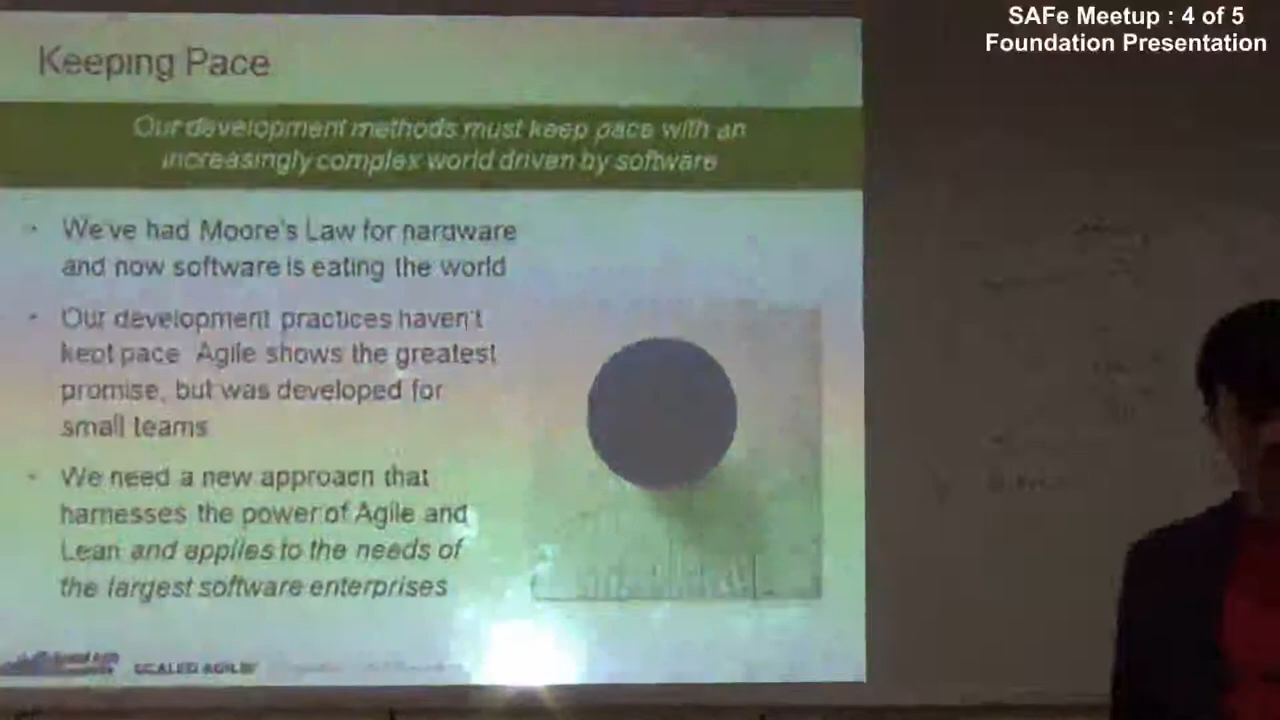 SAFe Meetup : 4 of 5
Foundation Presentation
Keeping Pace
Our development methods must keep pace with an
increasingly complex world driven by software
We've had Moore's Law for hardware
and now software is eating the world
Our development practices haven't
kept pace Agile shows the greatest
promise, but was developed for
small teams
We need a new approach that
harnesses the power of Agile and
Lean and applies to the needs of
the largest software enterprises
SCALED AGILE